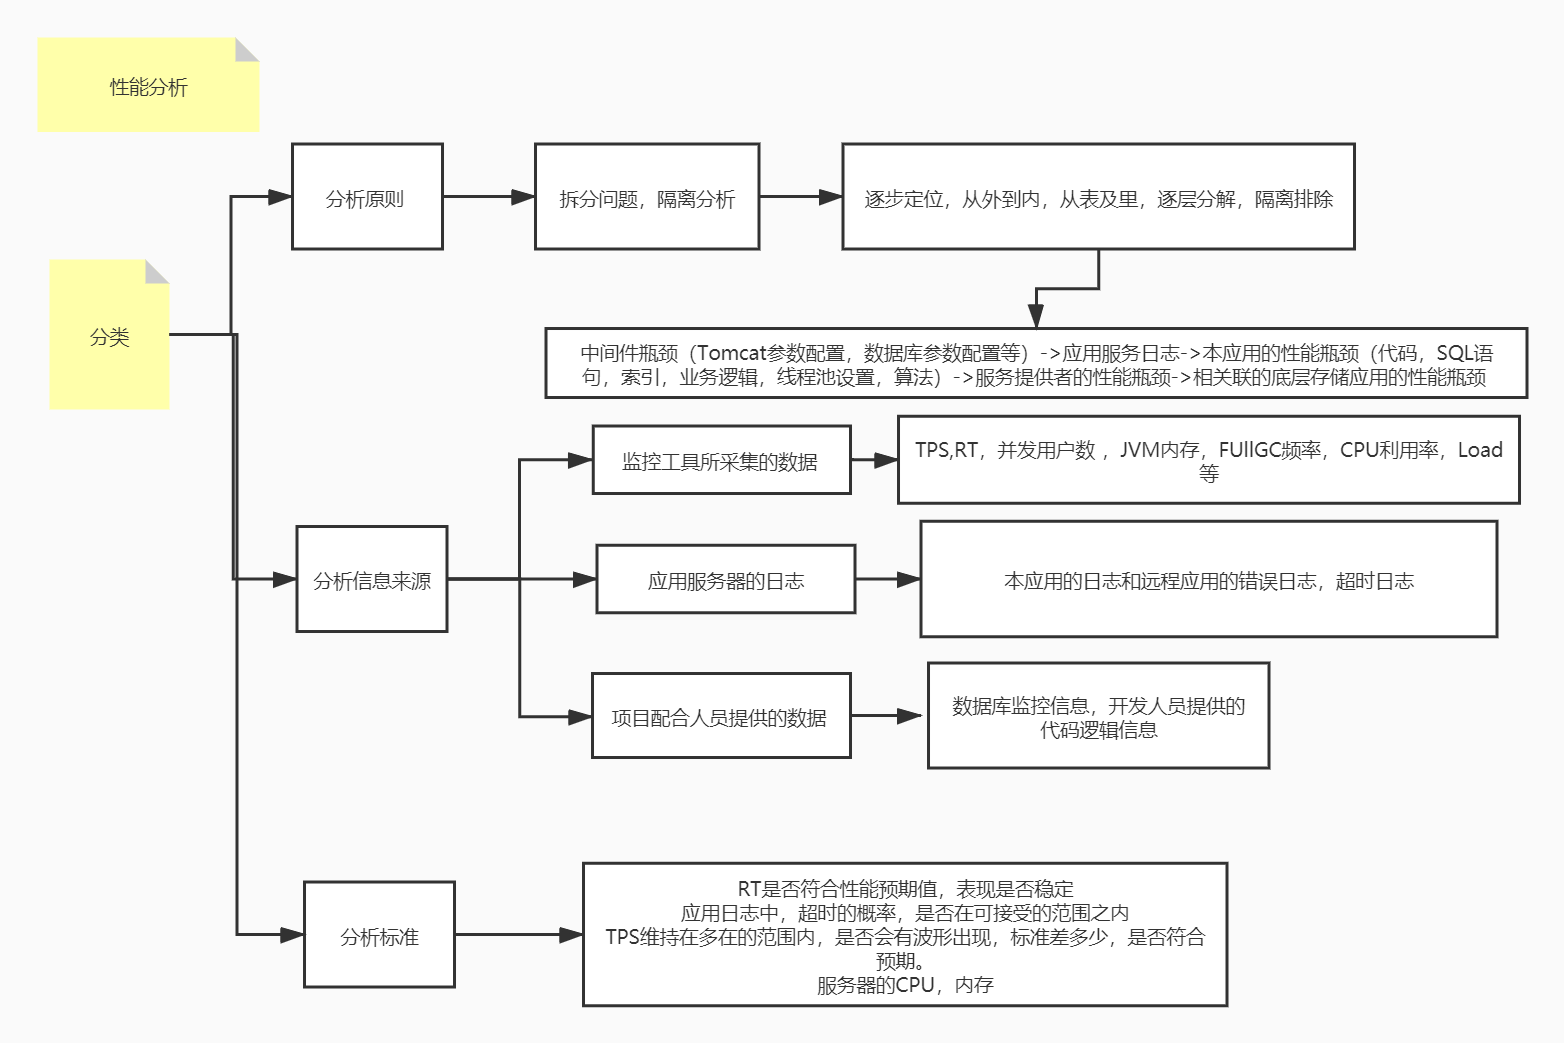 性能分析
分析原则
拆分问题，隔离分析
逐步定位，从外到内，从表及里，逐层分解，隔离排除
分类
中间件瓶颈（Tomcat参数配置，数据库参数配置等）->应用服务日志->本应用的性能瓶颈（代码，SQL语
句，索引，业务逻辑，线程池设置，算法）->服务提供者的性能瓶颈->相关联的底层存储应用的性能瓶颈
监控工具所采集的数据
TPS,RT，并发用户数 ，JVM内存，FUllGC频率，CPU利用率，Load
等
分析信息来源
应用服务器的日志
本应用的日志和远程应用的错误日志，超时日志
项目配合人员提供的数据
数据库监控信息，开发人员提供的
代码逻辑信息
分析标准
RT是否符合性能预期值，表现是否稳定
应用日志中，超时的概率，是否在可接受的范围之内
TPS维持在多在的范围内，是否会有波形出现，标准差多少，是否符合
预期。
服务器的CPU，内存